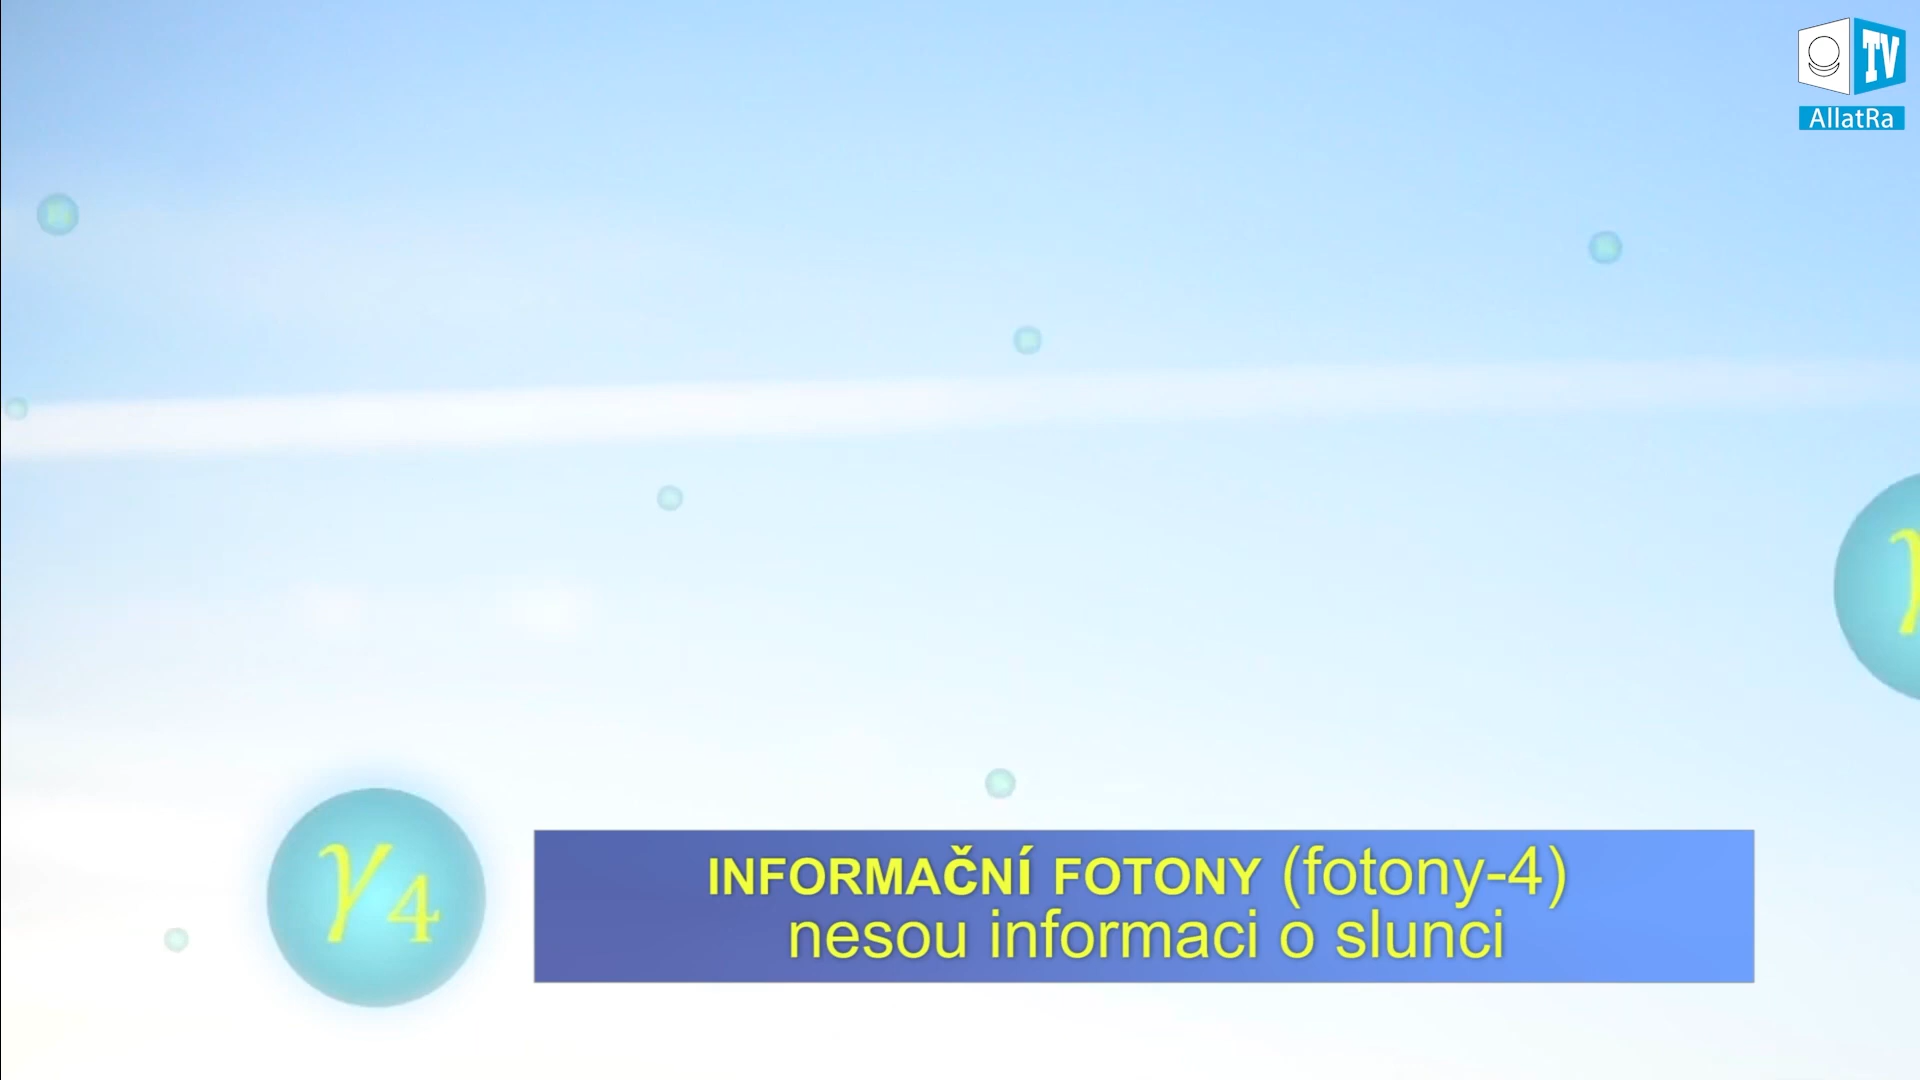 TV
AllatRa
γ
γ4
INFORMAČNÍ FOTONY (fotony-4)
nesou informaci o slunci